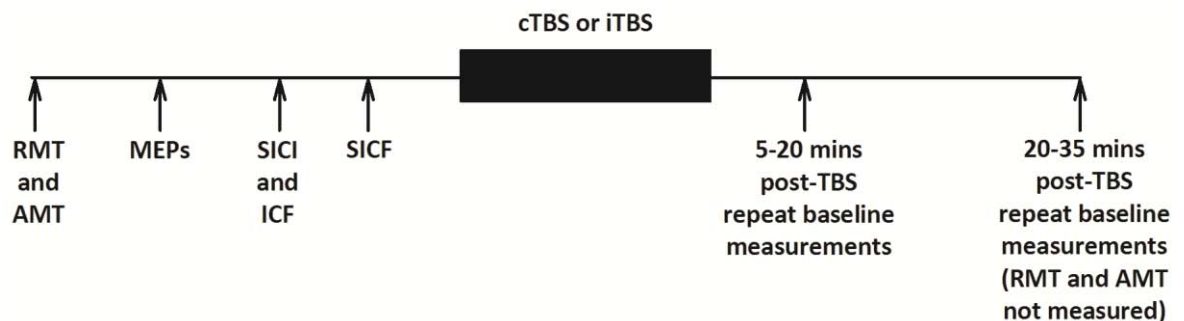 cTBS or iTBS
RMT
and
AMT
MEPs
SICI
and
ICF
SICF
5-20 mins
post-TBS
repeat baseline
measurements
20-35 mins
post-TBS
repeat baseline
measurements
(RMT and AMT
not measured)